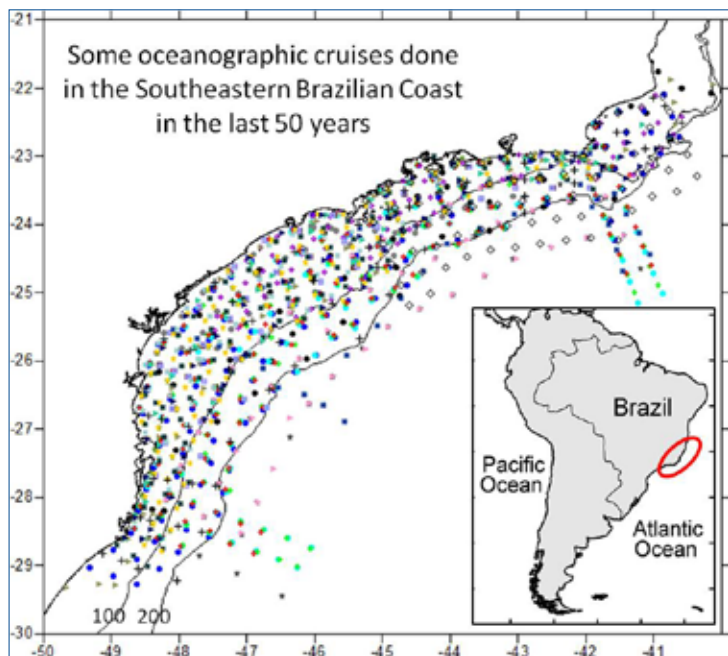 Some oceanographic cruises done
in the Southeastern Brazilian Coast
in the last 50 years
-21
-22
-23
-24
-25
-26
-27
-28
-29
-30
100 200
-50 -49 -48 -47 -46 -45 -44 -43 -42 -41
Brazil
Pacific
Ocean
Atlantic
Ocean